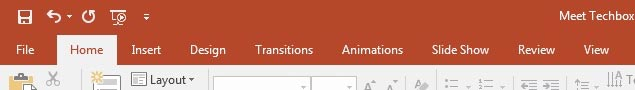 Meet Techbox
File Home Insert Design Transitions Animations Slide Show Review View
Layout